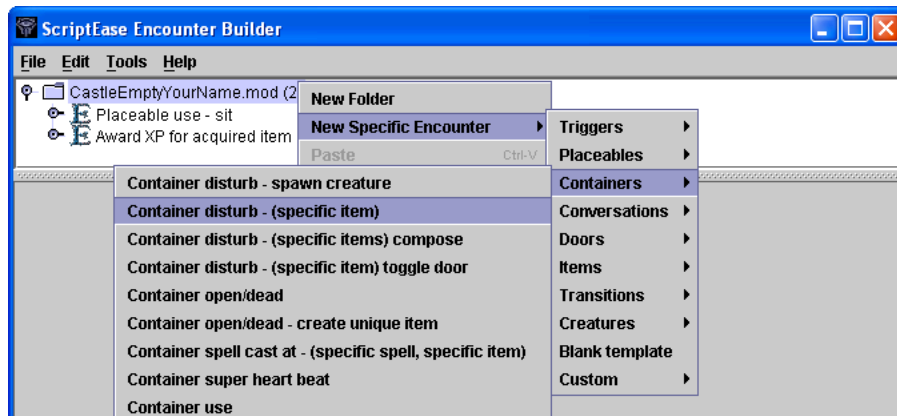 ScriptEase Encounter Builder
File Edit Tools Help
CastleEmptyYourName.mod (2
Placeable use - sit
Award XP for acquired item
New Folder
New Specific Encounter
Paste Ctrl-V
Triggers
Placeables
Containers
Conversations
Doors
Items
Transitions
Creatures
Blank template
Custom
Container disturb - spawn creature
Container disturb - (specific item)
Container disturb - (specific items) compose
Container disturb - (specific item) toggle door
Container open/dead
Container open/dead - create unique item
Container spell cast at - (specific spell, specific item)
Container super heart beat
Container use